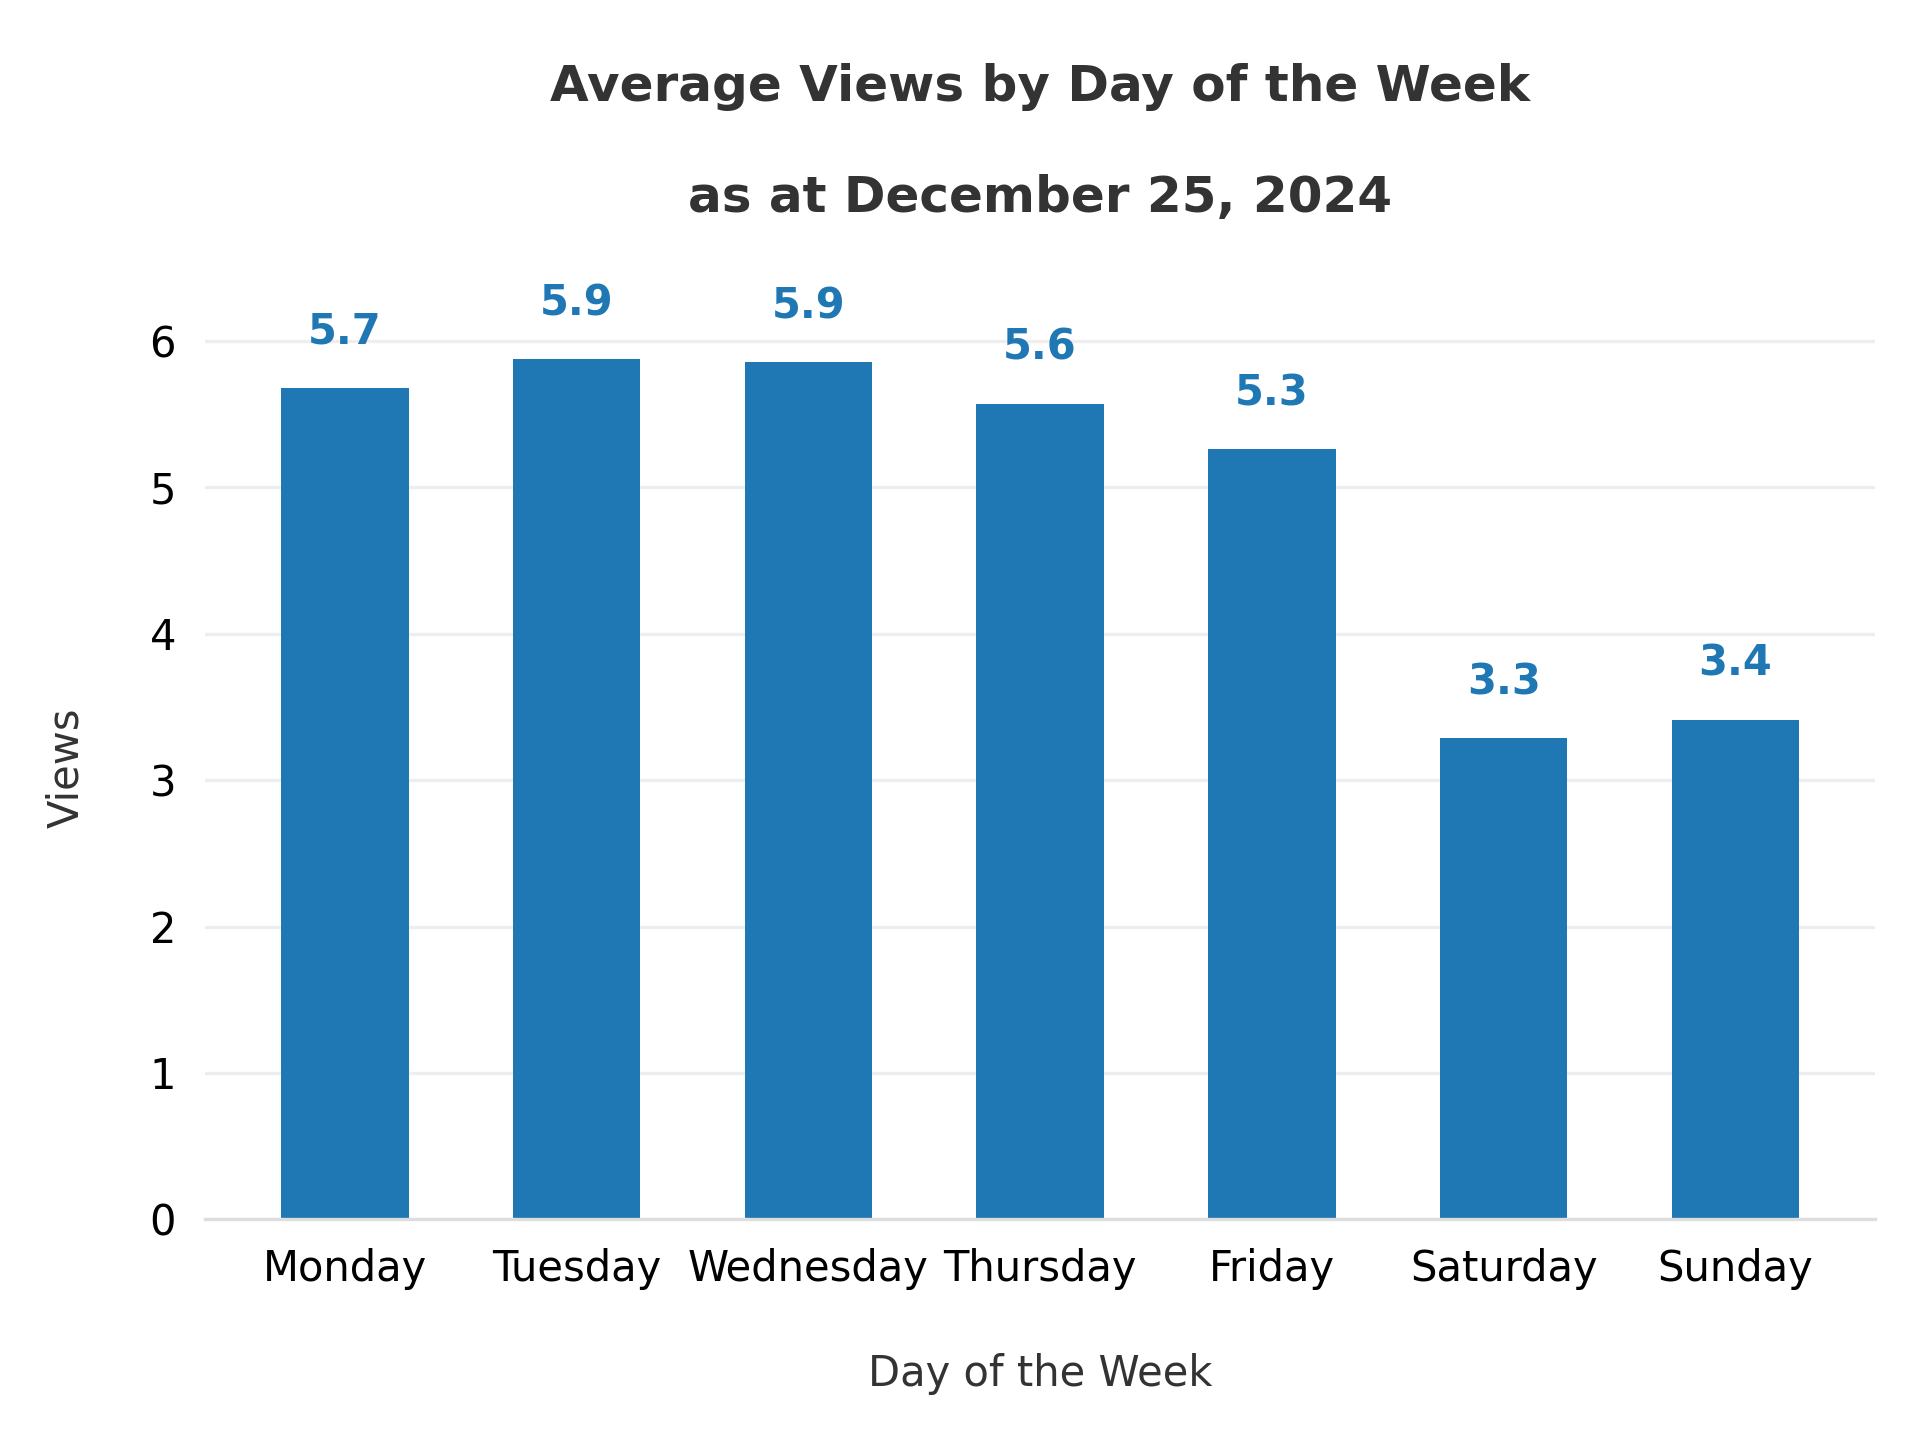 Average Views by Day of the Week
as at December 25, 2024
5.7
5.9
5.9
5.6
5.3
3.3
3.4
6
5
4
3
2
1
0
Views
Monday Tuesday Wednesday Thursday Friday Saturday Sunday
Day of the Week